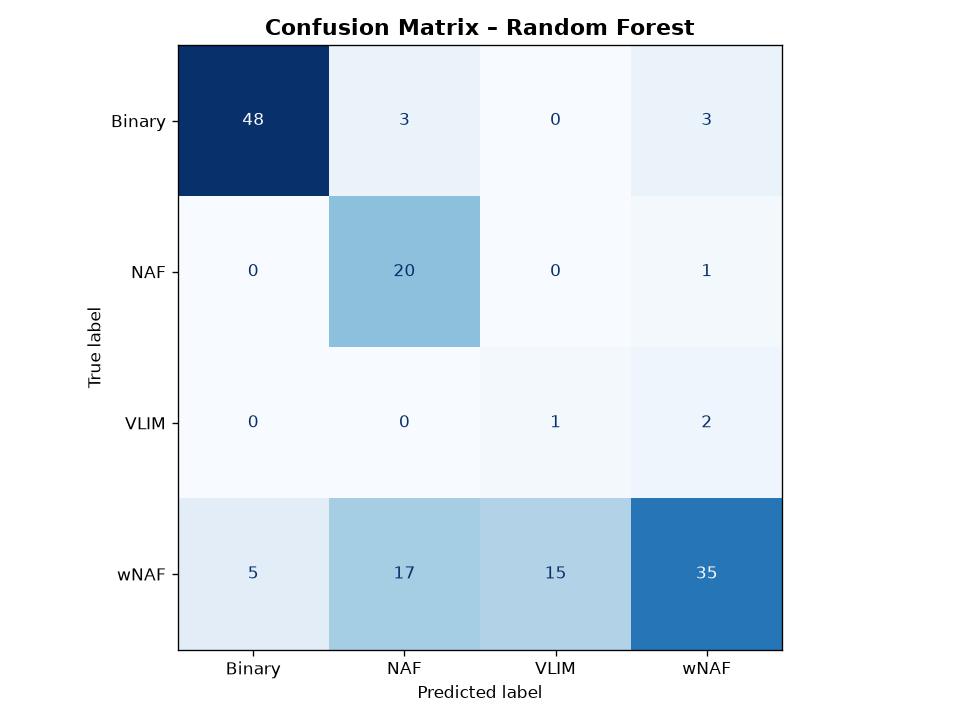 Confusion Matrix – Random Forest
True label
Binary 48 3 0 3
NAF 0 20 0 1
VLIM 0 0 1 2
wNAF 5 17 15 35
Binary NAF VLIM wNAF
Predicted label